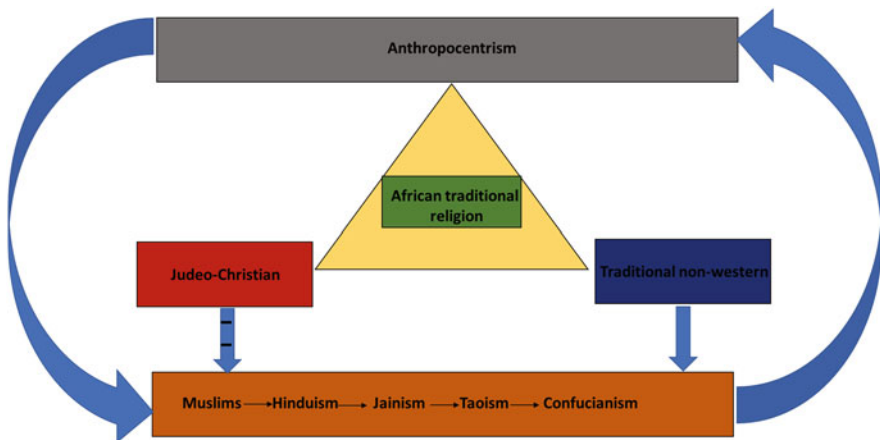 Anthropocentrism
African traditional
religion
Judeo-Christian
Traditional non-western
Muslims Hinduism Jainism Taoism Confucianism